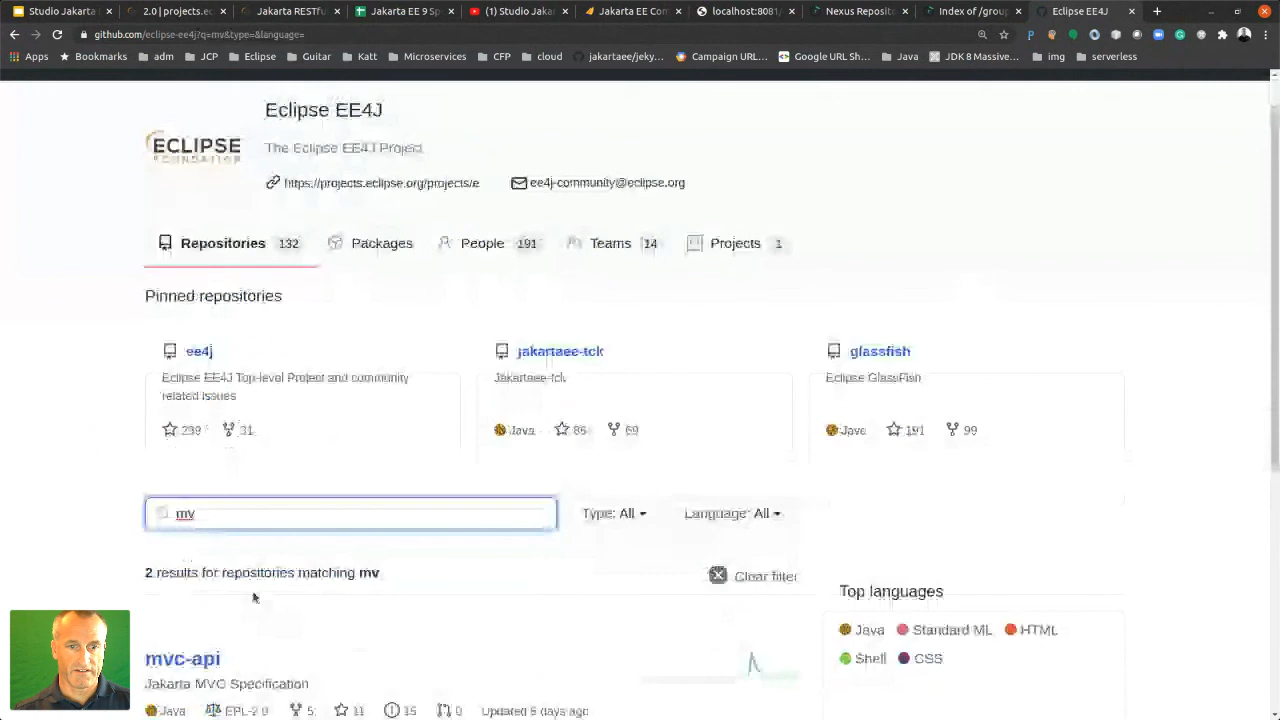 Studio Jakarta
2.0 | projects.ec
Jakarta RESTfu
Jakarta EE 9 Sp
(1) Studio Jaka
Jakarta EE Com
localhost:8081/
Nexus Reposit
Index of /group
Eclipse EE4J
github.com/eclipse-ee4j?q=mv&type=&language=
Apps
Bookmarks
adm
JCP
Eclipse
Guitar
Katt
Microservices
CFP
cloud
jakartaee/jeky...
Campaign URL...
Google URL Sh...
Java
JDK 8 Massive...
img
serverless
Eclipse EE4J
ECLIPSE
FOUNDATION
The Eclipse EE4J Project
https://projects.eclipse.org/projects/e
ee4j-community@eclipse.org
Repositories 132
Packages
People 191
Teams 14
Projects 1
Pinned repositories
ee4j
jakartaee-tck
glassfish
Eclipse EE4J Top-level Project and community
related issues
Jakartaee-tck
Eclipse GlassFish
31
Java
Java 191 99
mv
Type: All
Language: All
2 results for repositories matching mv
Clear filter
Top languages
Java Standard ML HTML
Shell CSS
mvc-api
Jakarta MVC Specification
Java EPL-2.0 5 11 15 0 Updated 5 days ago